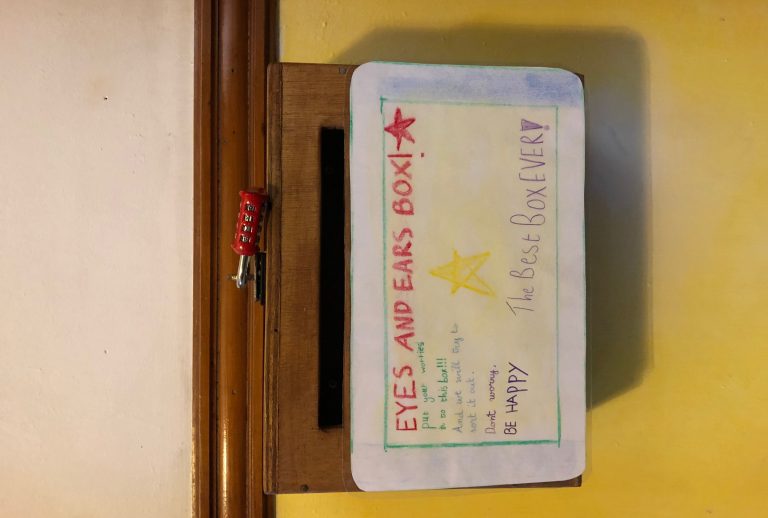 EYES AND EARS BOX!
put your worries
in to this box!!!
And we will try to
sort it out.
Dont worry,
BE HAPPY
The Best BOX EVER!